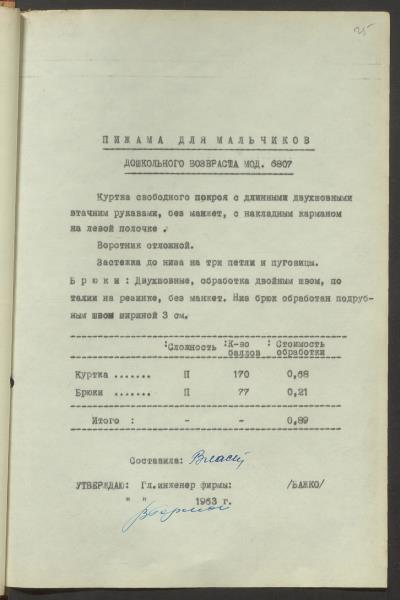 25
ПИЖАМА ДЛЯ МАЛЬЧИКОВ
ДОШКОЛЬНОГО ВОЗВРАСТА МОД. 6807
Куртка свободного покроя с длинными двухшовными
втачним рукавами, без манжет, с накладным карманом
на левой полочке.
Воротник отложной.
Застежка до низа на три петли и пуговицы.
Брюки: Двухшовные, обработка двойным швом, по
талии на резинке, без манжет. Низ брюк обработан подруб-
ным швом шириной 3 см.
:Сложность :К-во баллов : Стоимость обработки
Куртка ....... П 170 0,68
Брюки ....... П 77 0,21
Итого : - - 0,89
Составила:
УТВЕРЖДАЮ: Гл.инженер фирмы: /БАЖКО/
" " 1963 г.